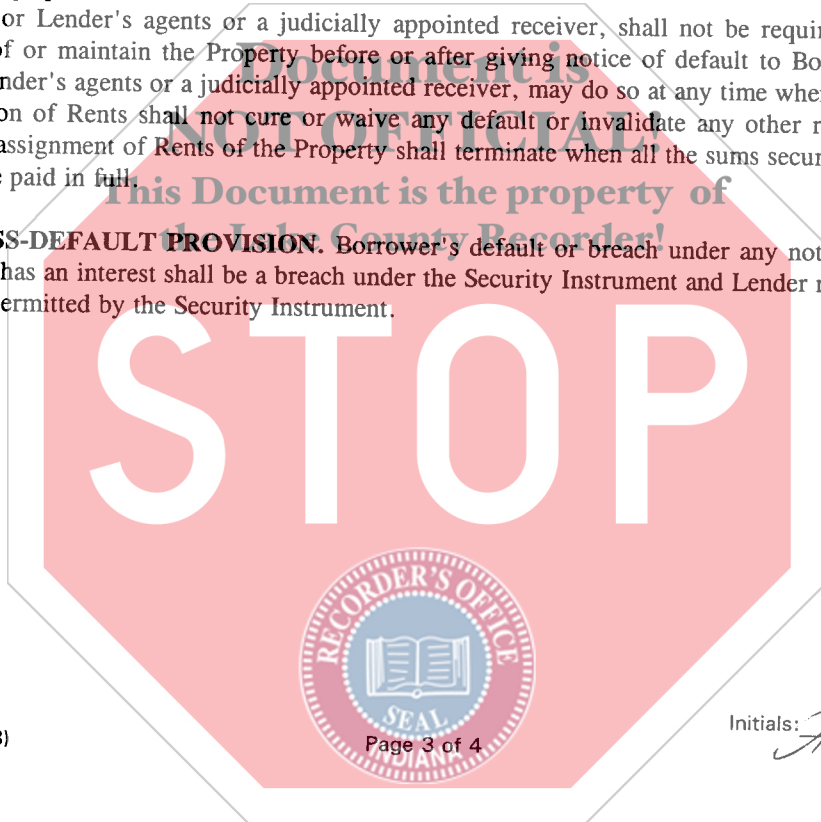 or Lender's agents or a judicially appointed receiver, shall not be requi
of or maintain the Property before or after giving notice of default to Bo
nder's agents or a judicially appointed receiver, may do so at any time whe
on of Rents shall not cure or waive any default or invalidate any other r
assignment of Rents of the Property shall terminate when all the sums secur
e paid in full.
Document is
NOT OFFICIAL!
This Document is the property of
the Lake County Recorder!
SS-DEFAULT PROVISION. Borrower's default or breach under any not
has an interest shall be a breach under the Security Instrument and Lender
ermitted by the Security Instrument.
STOP
RECORDER'S OFFICE
SEAL
INDIANA
Initials:
Page 3 of 4